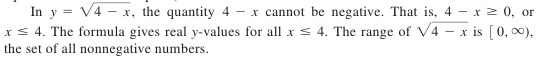 In y = √4 − x, the quantity 4 − x cannot be negative. That is, 4 − x ≥ 0, or
x ≤ 4. The formula gives real y-values for all x ≤ 4. The range of √4 − x is [0, ∞),
the set of all nonnegative numbers.